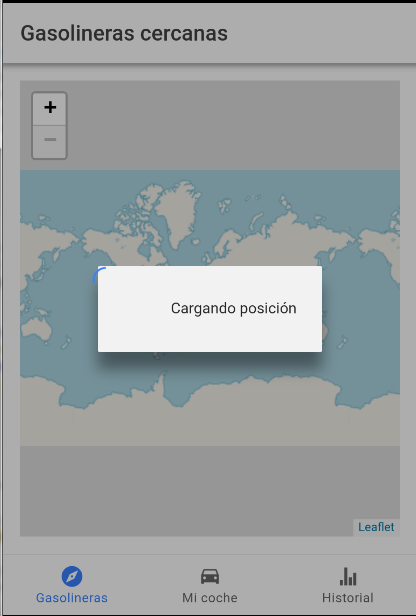 Gasolineras cercanas
+
−
Cargando posición
Leaflet
Gasolineras
Mi coche
Historial